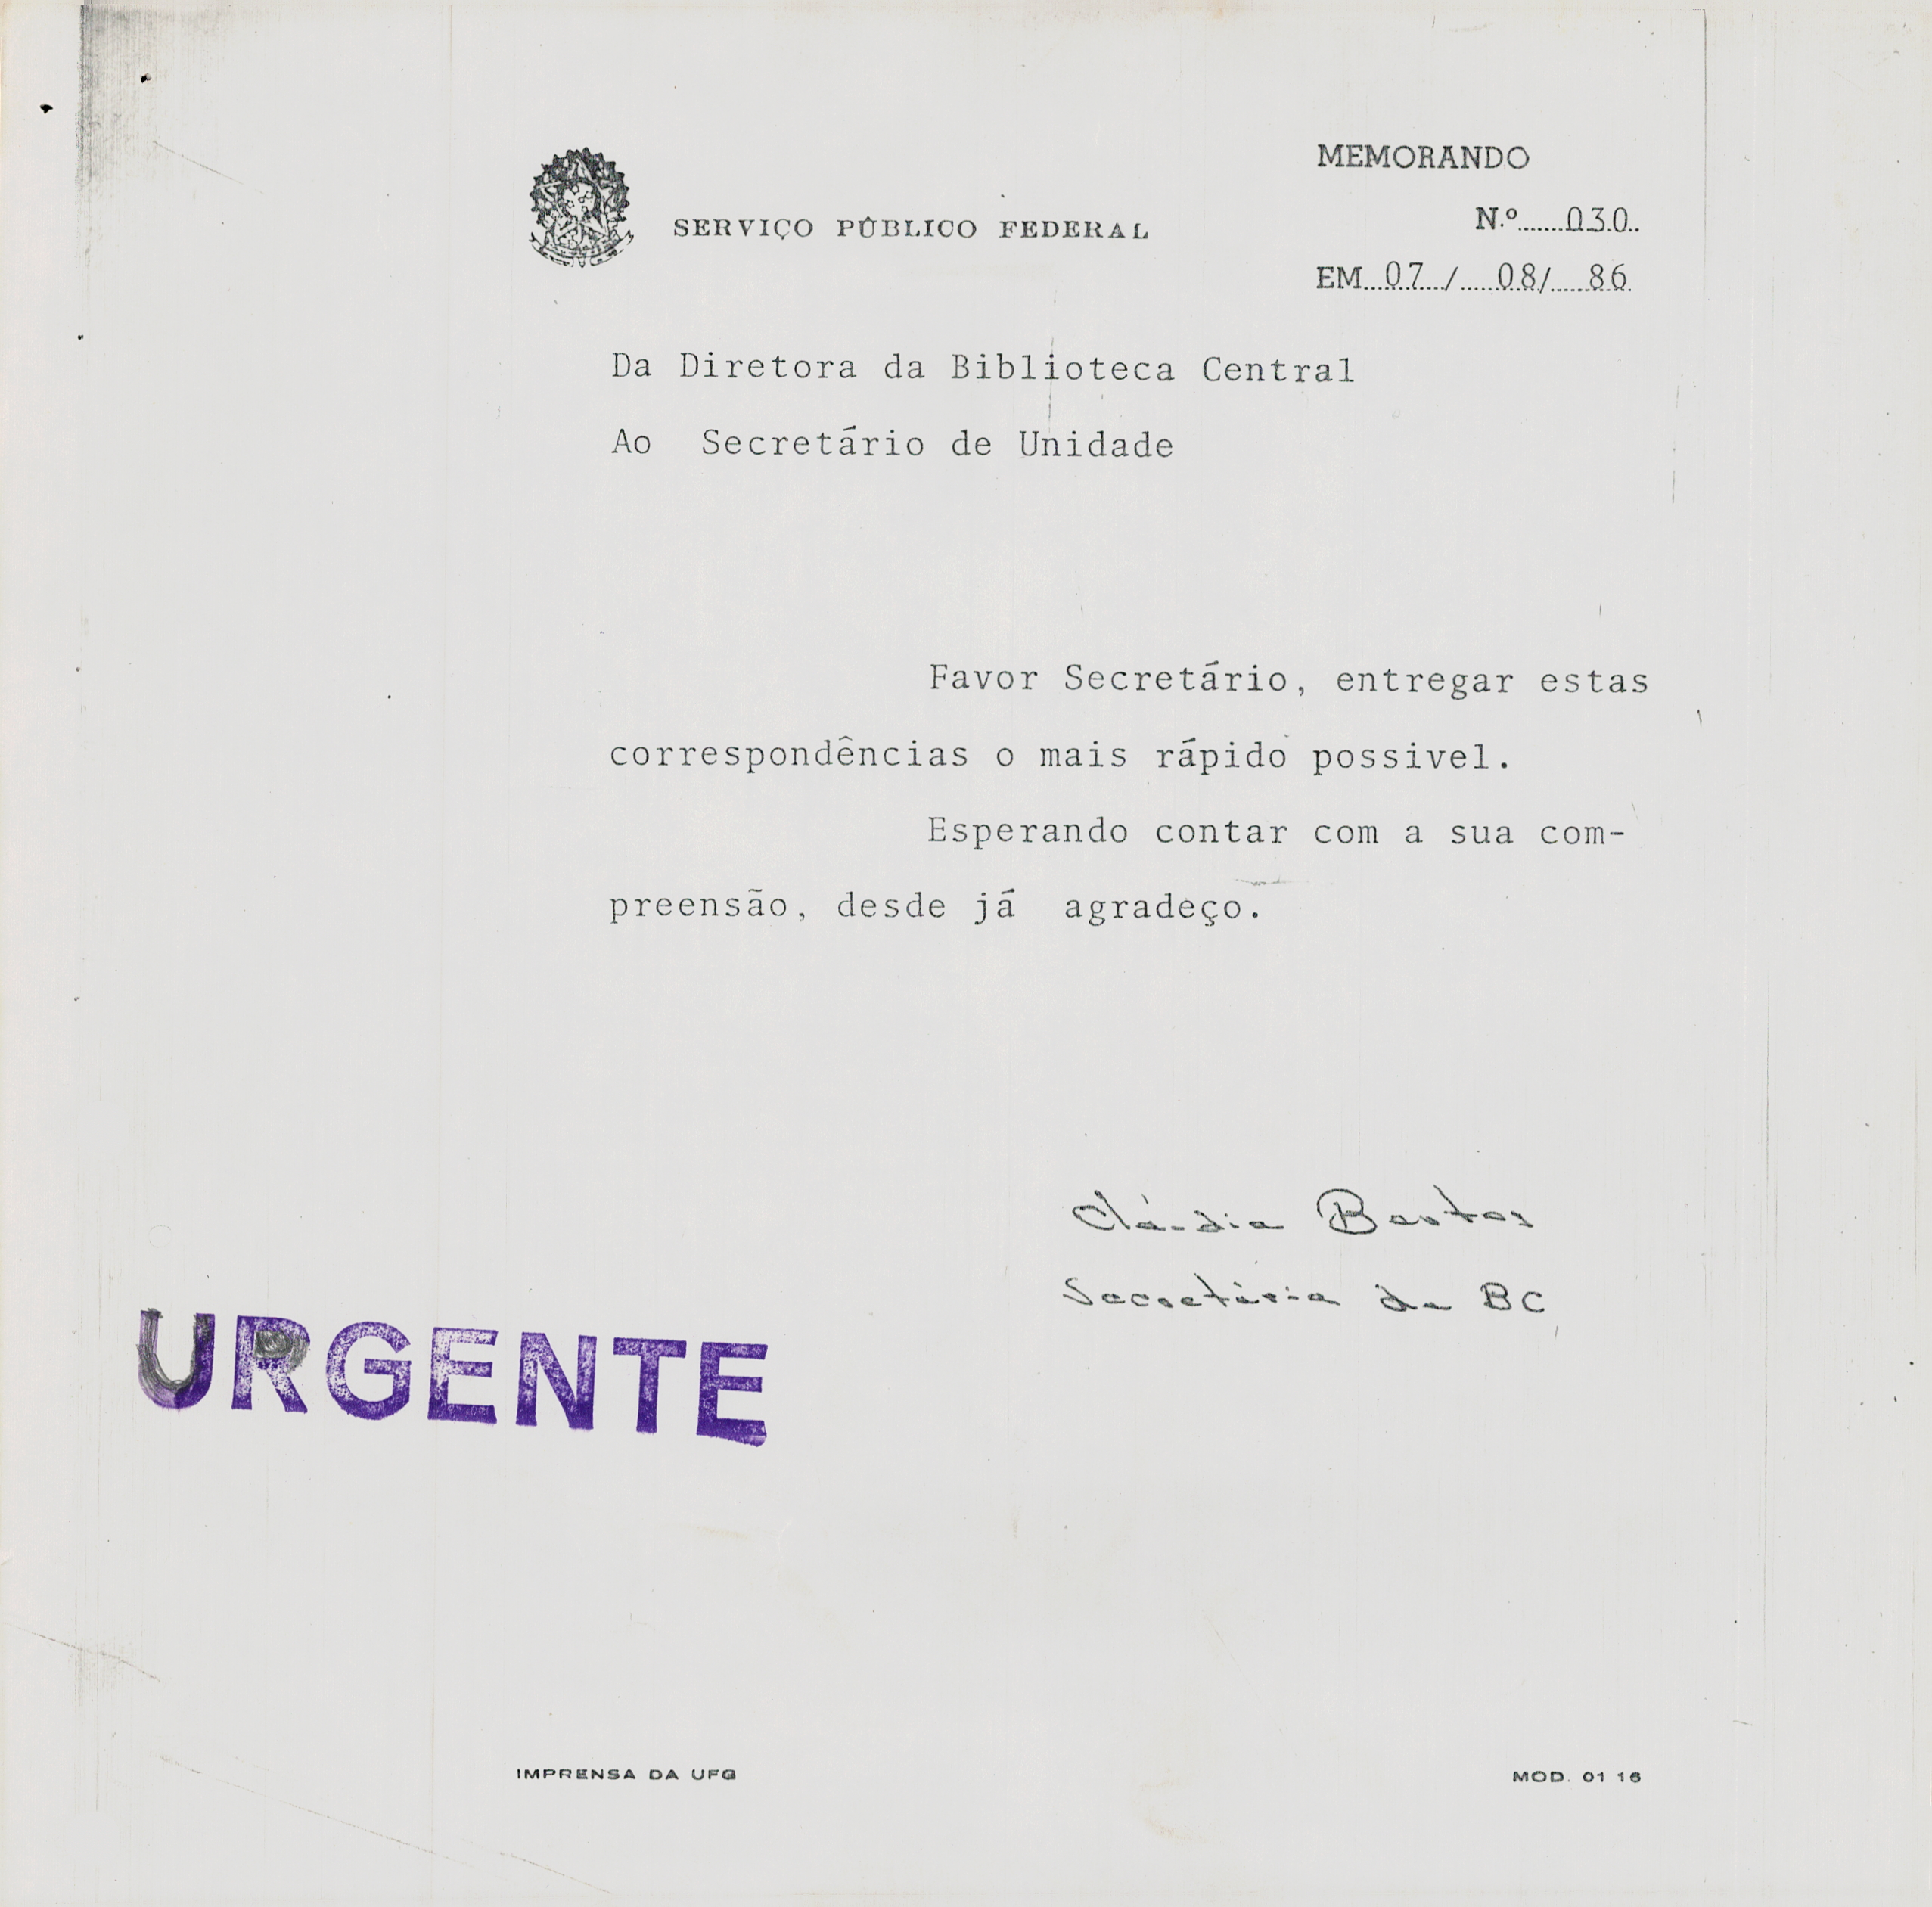 MEMORANDO
N.º 030
SERVIÇO PÚBLICO FEDERAL
EM 07/08/86
Da Diretora da Biblioteca Central
Ao Secretário de Unidade
Favor Secretário, entregar estas
correspondências o mais rápido possivel.
Esperando contar com a sua com-
preensão, desde já agradeço.
Cláudia Bastos
Secretária da BC
URGENTE
IMPRENSA DA UFG
MOD. 01 16